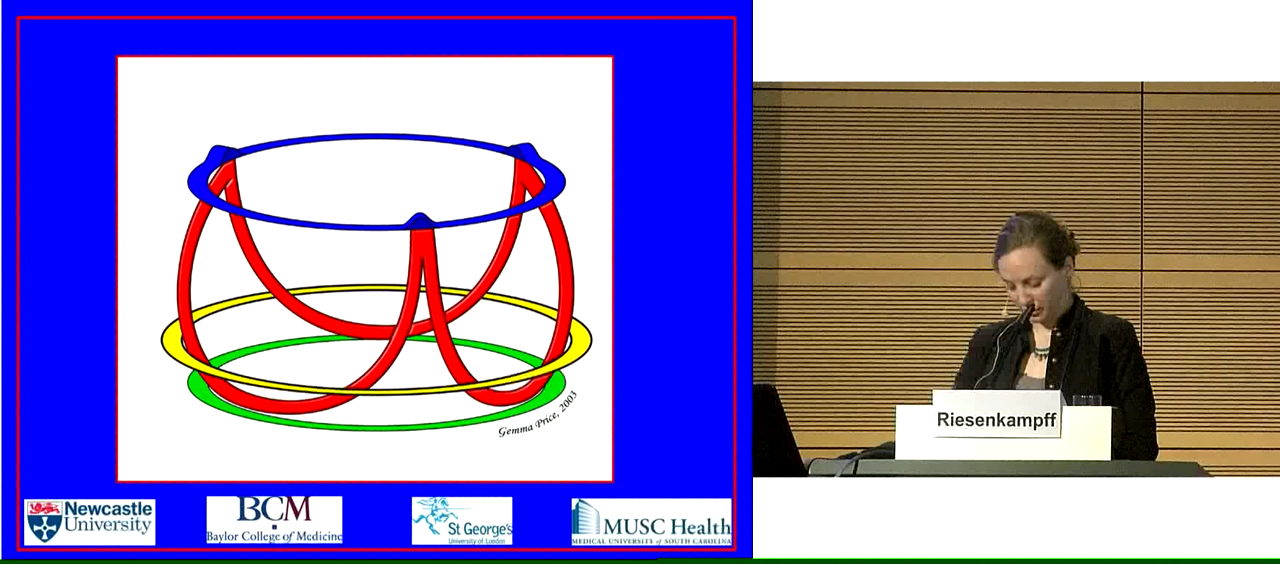 Gemma Price, 2003
Newcastle
University
BCM
Baylor College of Medicine
St George's
University of London
MUSC Health
MEDICAL UNIVERSITY of SOUTH CAROLINA
Riesenkampff